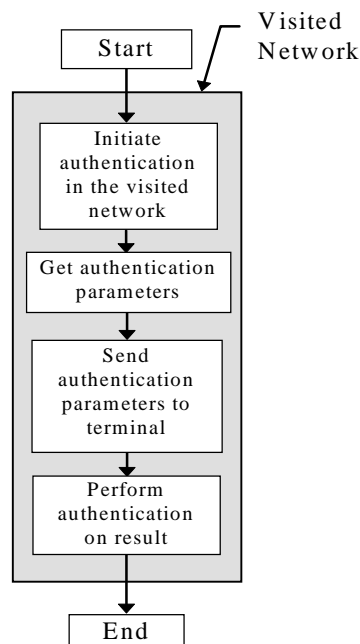 Visited
Network
Start
Initiate
authentication
in the visited
network
Get authentication
parameters
Send
authentication
parameters to
terminal
Perform
authentication
on result
End